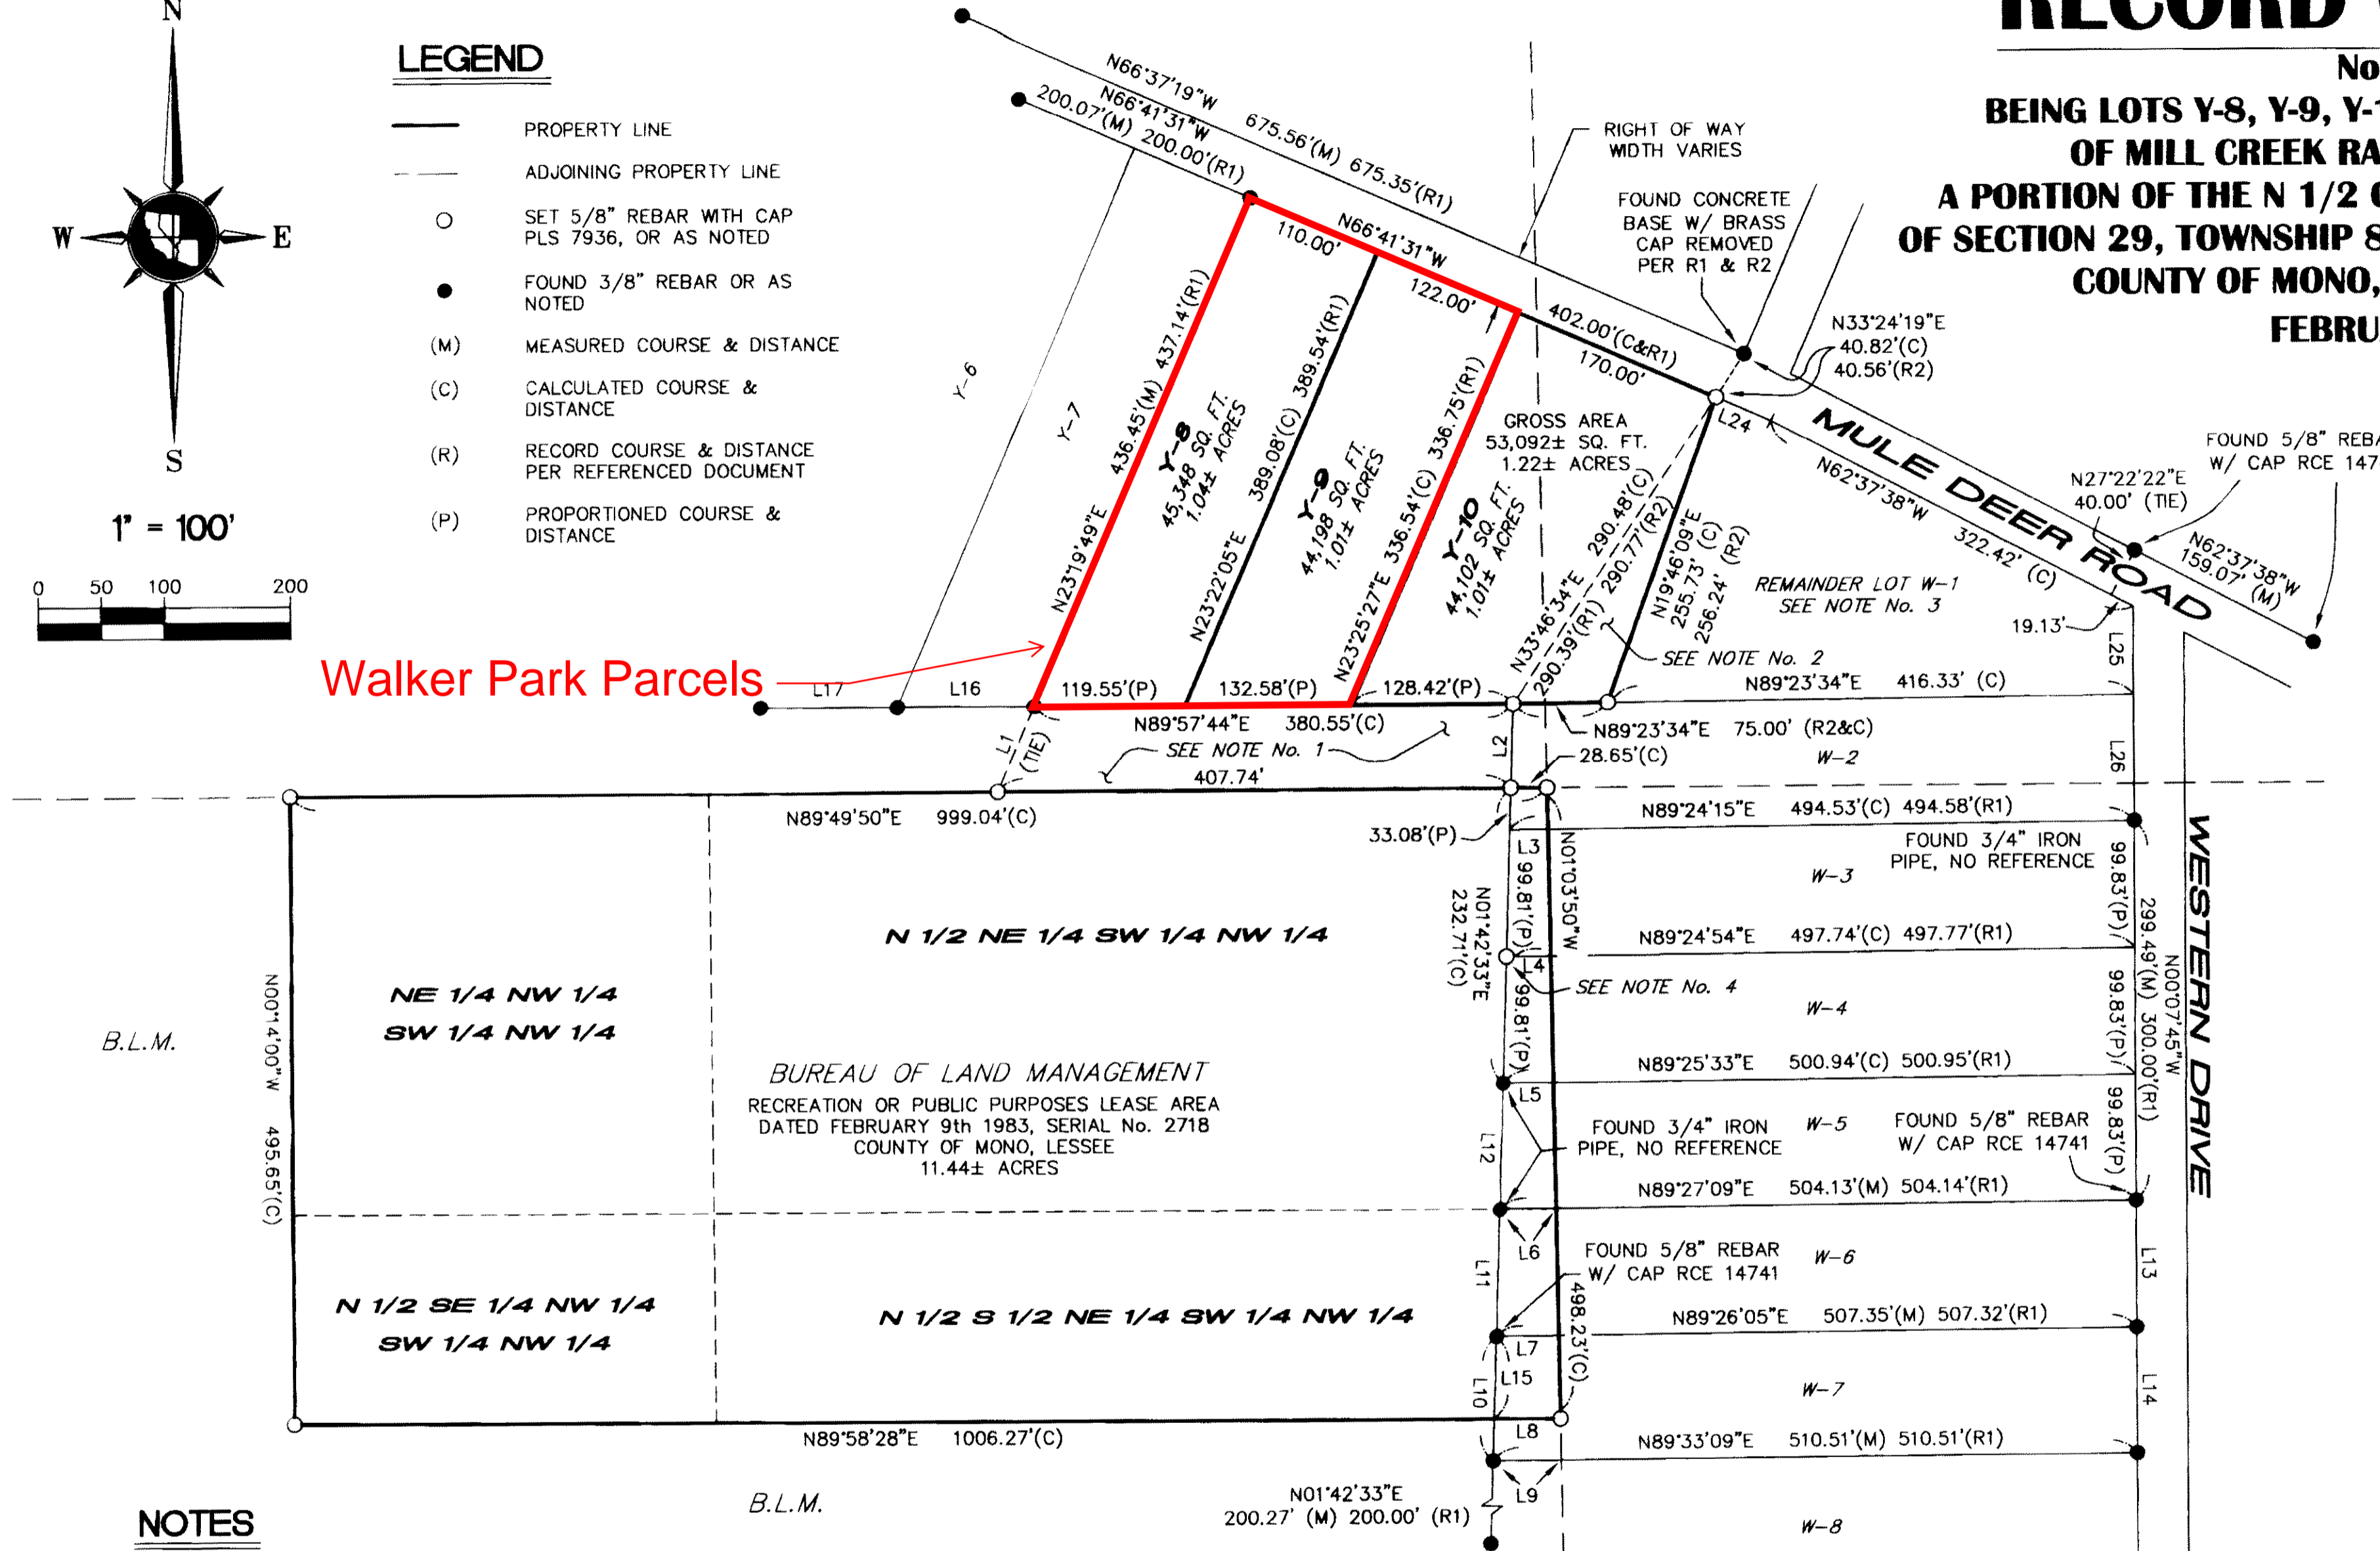 N
W
E
S
1" = 100'
0 50 100 200
LEGEND
PROPERTY LINE
ADJOINING PROPERTY LINE
SET 5/8" REBAR WITH CAP
PLS 7936, OR AS NOTED
FOUND 3/8" REBAR OR AS
NOTED
(M) MEASURED COURSE & DISTANCE
(C) CALCULATED COURSE &
DISTANCE
(R) RECORD COURSE & DISTANCE
PER REFERENCED DOCUMENT
(P) PROPORTIONED COURSE &
DISTANCE
RECORD
No
BEING LOTS Y-8, Y-9, Y-1
OF MILL CREEK RA
A PORTION OF THE N 1/2
OF SECTION 29, TOWNSHIP 8
COUNTY OF MONO,
FEBRU
N66°37'19"W 675.56'(M) 675.35'(R1)
N66°41'31"W
200.07'(M) 200.00'(R1)
RIGHT OF WAY
WIDTH VARIES
FOUND CONCRETE
BASE W/ BRASS
CAP REMOVED
PER R1 & R2
N66°41'31"W
110.00'
122.00'
402.00'(C&R1)
170.00'
N33°24'19"E
40.82'(C)
40.56'(R2)
L24
MULE DEER ROAD
N62°37'38"W 322.42' (C)
FOUND 5/8" REBA
W/ CAP RCE 147
N27°22'22"E
40.00' (TIE)
N62°37'38"W
159.07' (M)
19.13'
Y-6
Y-7
N23°19'49"E 436.45'(M) 437.14'(R1)
Y-8
45,348 SQ. FT.
1.04± ACRES
N23°22'05"E 389.08'(C) 389.54'(R1)
Y-9
44,198 SQ. FT.
1.01± ACRES
N23°25'27"E 336.54'(C) 336.75'(R1)
Y-10
44,102 SQ. FT.
1.01± ACRES
GROSS AREA
53,092± SQ. FT.
1.22± ACRES
N33°46'34"E 290.48'(C)
290.39'(R1) 290.77'(R2)
N19°46'09"E
255.73' (C)
256.24' (R2)
REMAINDER LOT W-1
SEE NOTE No. 3
SEE NOTE No. 2
Walker Park Parcels
L17
L16
119.55'(P)
132.58'(P)
128.42'(P)
N89°57'44"E 380.55'(C)
N89°23'34"E 416.33' (C)
N89°23'34"E 75.00' (R2&C)
L25
L1
(TIE)
SEE NOTE No. 1
407.74'
L2
28.65'(C)
W-2
L26
N89°49'50"E 999.04'(C)
33.08'(P)
N89°24'15"E 494.53'(C) 494.58'(R1)
FOUND 3/4" IRON
PIPE, NO REFERENCE
L3
99.81'(P)
N01°03'50"W
N01°42'33"E
232.71'(C)
W-3
99.83'(P)
WESTERN DRIVE
N 1/2 NE 1/4 SW 1/4 NW 1/4
NE 1/4 NW 1/4
SW 1/4 NW 1/4
N89°24'54"E 497.74'(C) 497.77'(R1)
L4
SEE NOTE No. 4
99.81'(P)
W-4
99.83'(P)
299.49'(M) 300.00'(R1)
N00°07'45"W
N00°14'00"W 495.65'(C)
B.L.M.
BUREAU OF LAND MANAGEMENT
RECREATION OR PUBLIC PURPOSES LEASE AREA
DATED FEBRUARY 9th 1983, SERIAL No. 2718
COUNTY OF MONO, LESSEE
11.44± ACRES
N89°25'33"E 500.94'(C) 500.95'(R1)
L5
FOUND 3/4" IRON
PIPE, NO REFERENCE
W-5
FOUND 5/8" REBAR
W/ CAP RCE 14741
99.83'(P)
L12
N89°27'09"E 504.13'(M) 504.14'(R1)
L6
FOUND 5/8" REBAR
W/ CAP RCE 14741
W-6
L11
L13
N 1/2 SE 1/4 NW 1/4
SW 1/4 NW 1/4
N 1/2 S 1/2 NE 1/4 SW 1/4 NW 1/4
498.23'(C)
N89°26'05"E 507.35'(M) 507.32'(R1)
L7
L15
L10
W-7
L14
N89°58'28"E 1006.27'(C)
L8
N89°33'09"E 510.51'(M) 510.51'(R1)
L9
B.L.M.
N01°42'33"E
200.27' (M) 200.00' (R1)
W-8
NOTES